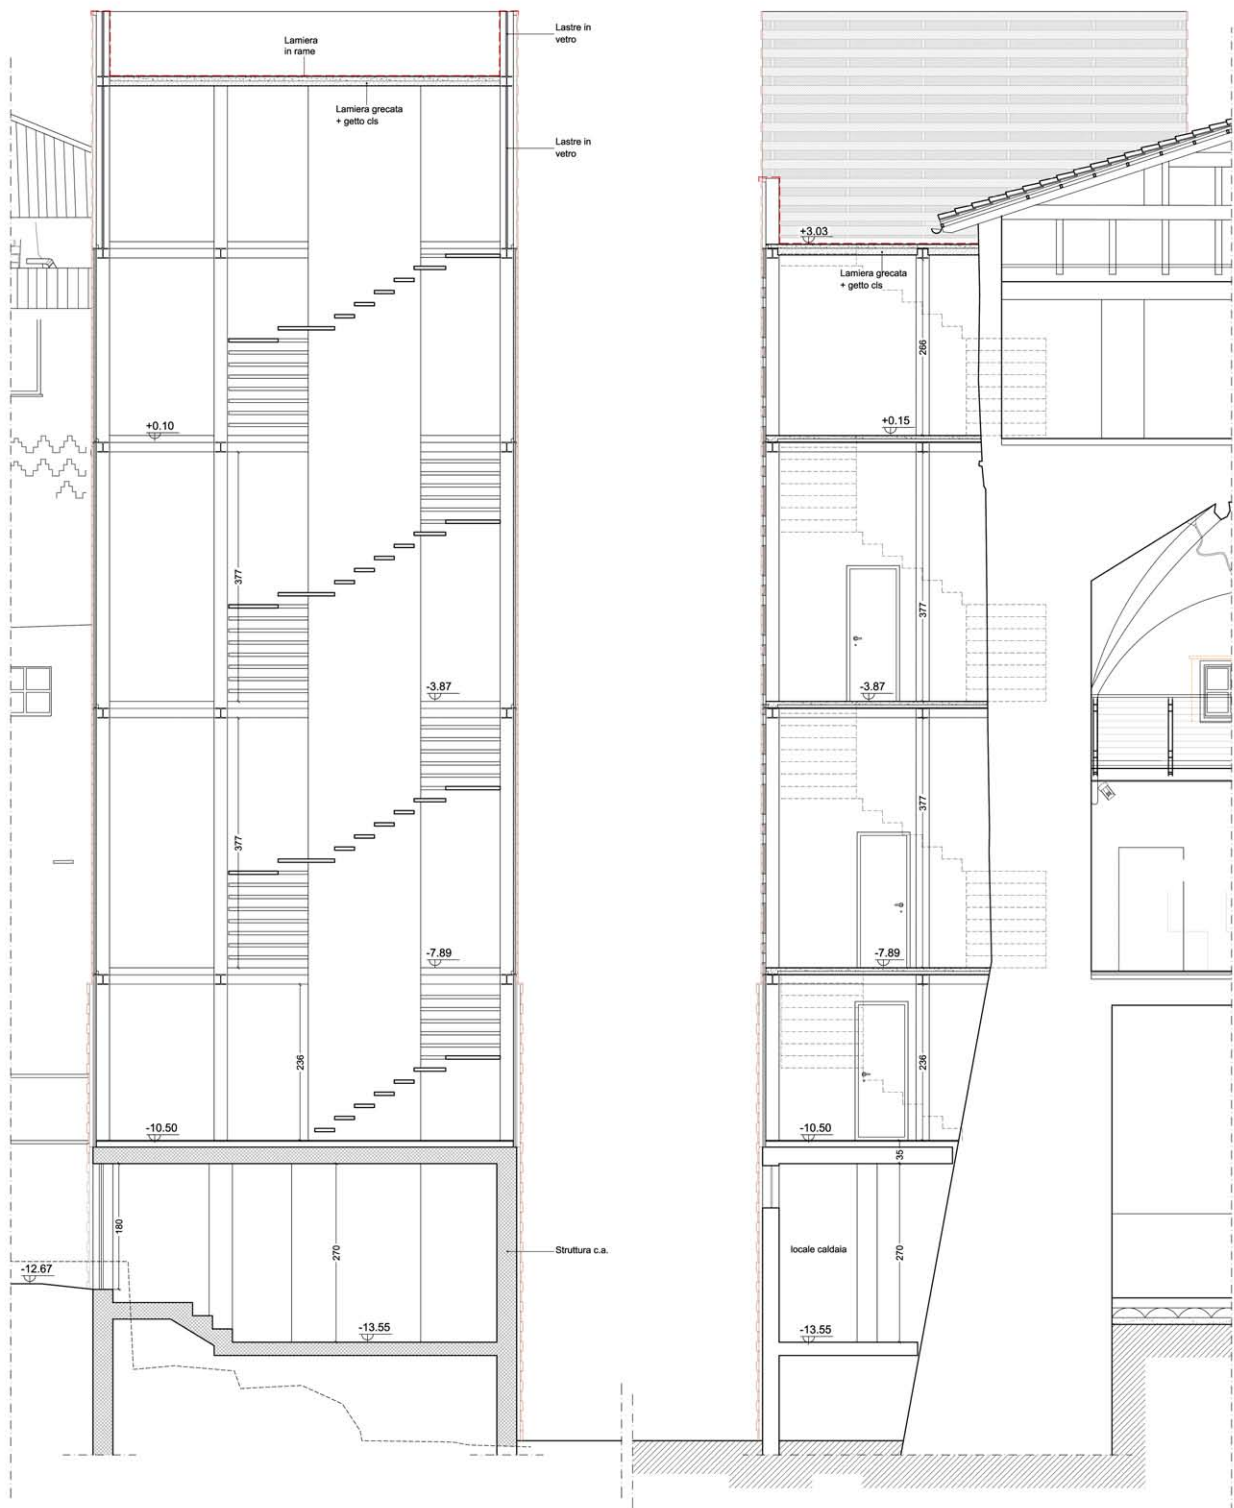 Lastre in
vetro
Lamiera
in rame
Lamiera grecata
+ getto cls
Lastre in
vetro
+0.10
377
-3.87
377
-7.89
236
-10.50
180
270
Struttura c.a.
-12.67
-13.55
+3.03
Lamiera grecata
+ getto cls
266
+0.15
377
-3.87
377
-7.89
236
-10.50
35
locale caldaia
270
-13.55